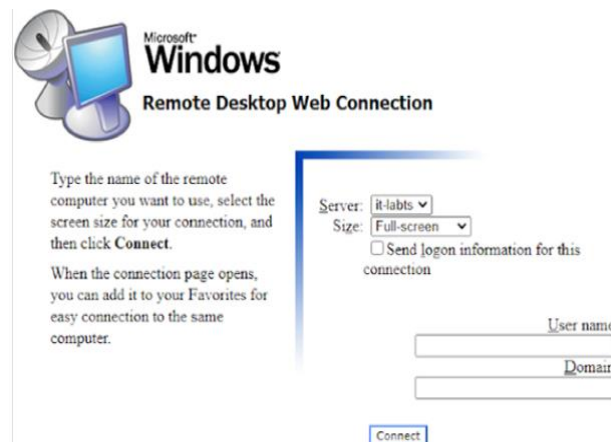 Microsoft
Windows
Remote Desktop Web Connection
Type the name of the remote
computer you want to use, select the
screen size for your connection, and
then click Connect.
When the connection page opens,
you can add it to your Favorites for
easy connection to the same
computer.
Server: it-labts
Size: Full-screen
Send logon information for this
connection
User name
Domain
Connect